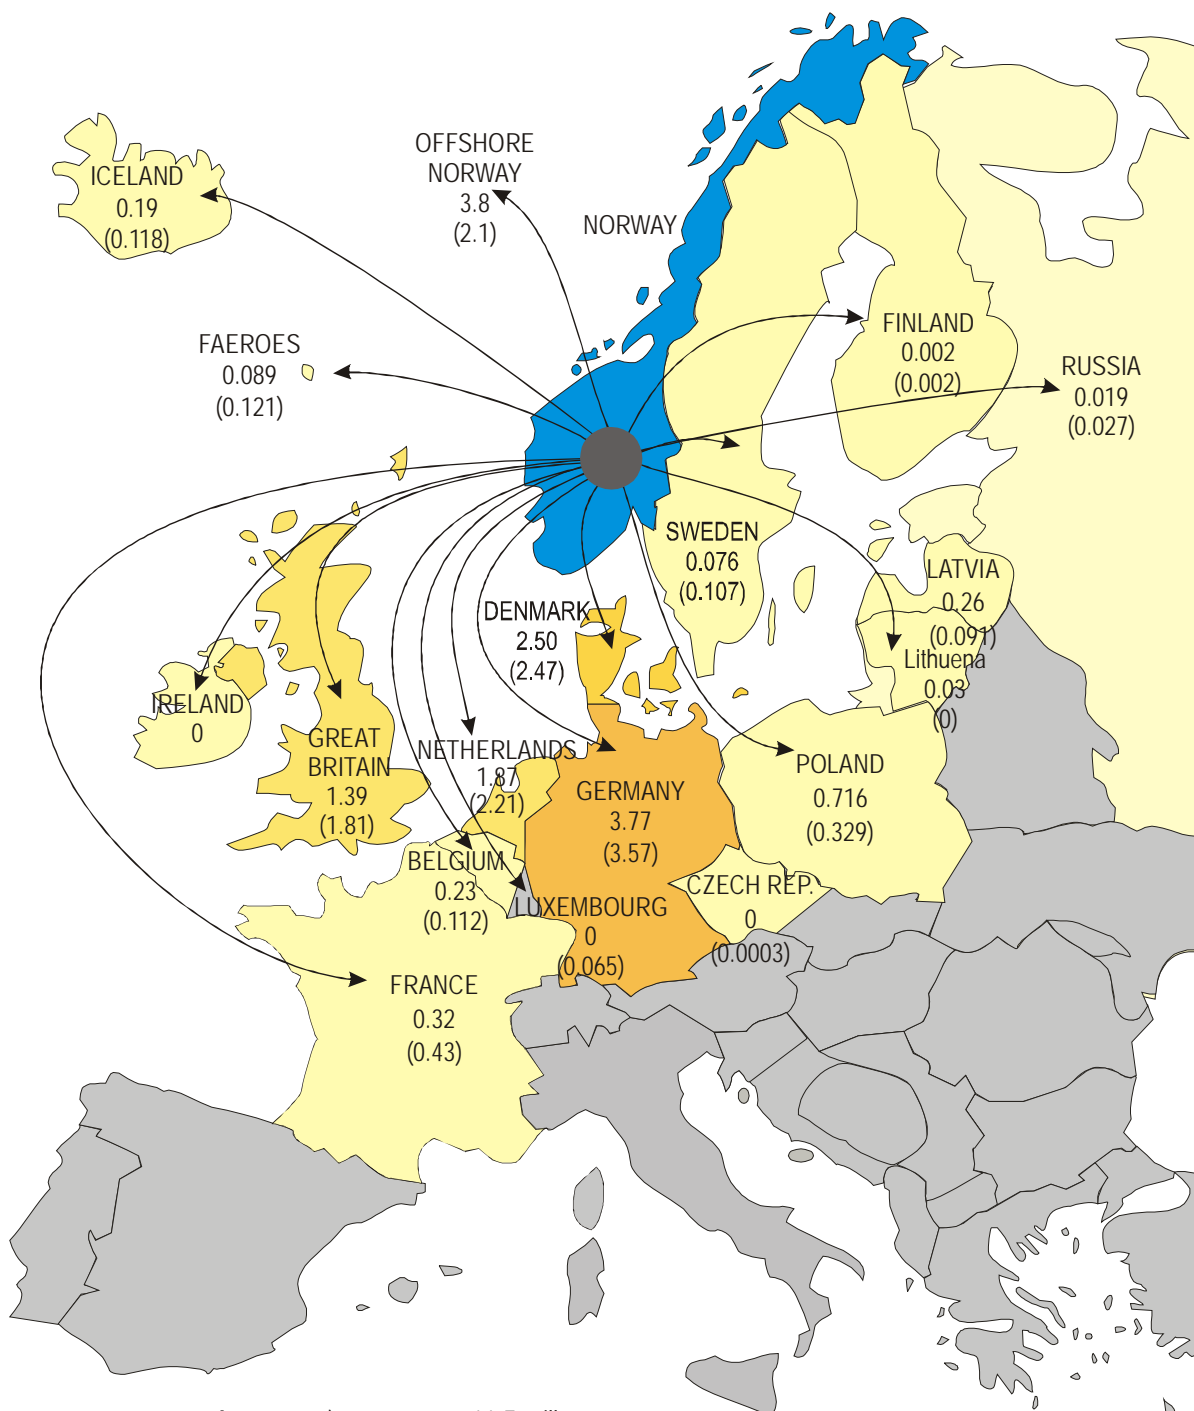 OFFSHORE
NORWAY
3.8
(2.1)
ICELAND
0.19
(0.118)
NORWAY
FAEROES
0.089
(0.121)
FINLAND
0.002
(0.002)
RUSSIA
0.019
(0.027)
SWEDEN
0.076
(0.107)
LATVIA
0.26
(0.091)
Lithuena
0.03
(0)
DENMARK
2.50
(2.47)
IRELAND
0
GREAT
BRITAIN
1.39
(1.81)
NETHERLANDS
1.87
(2.21)
GERMANY
3.77
(3.57)
POLAND
0.716
(0.329)
BELGIUM
0.23
(0.112)
LUXEMBOURG
0
(0.065)
CZECH REP.
0
(0.0003)
FRANCE
0.32
(0.43)